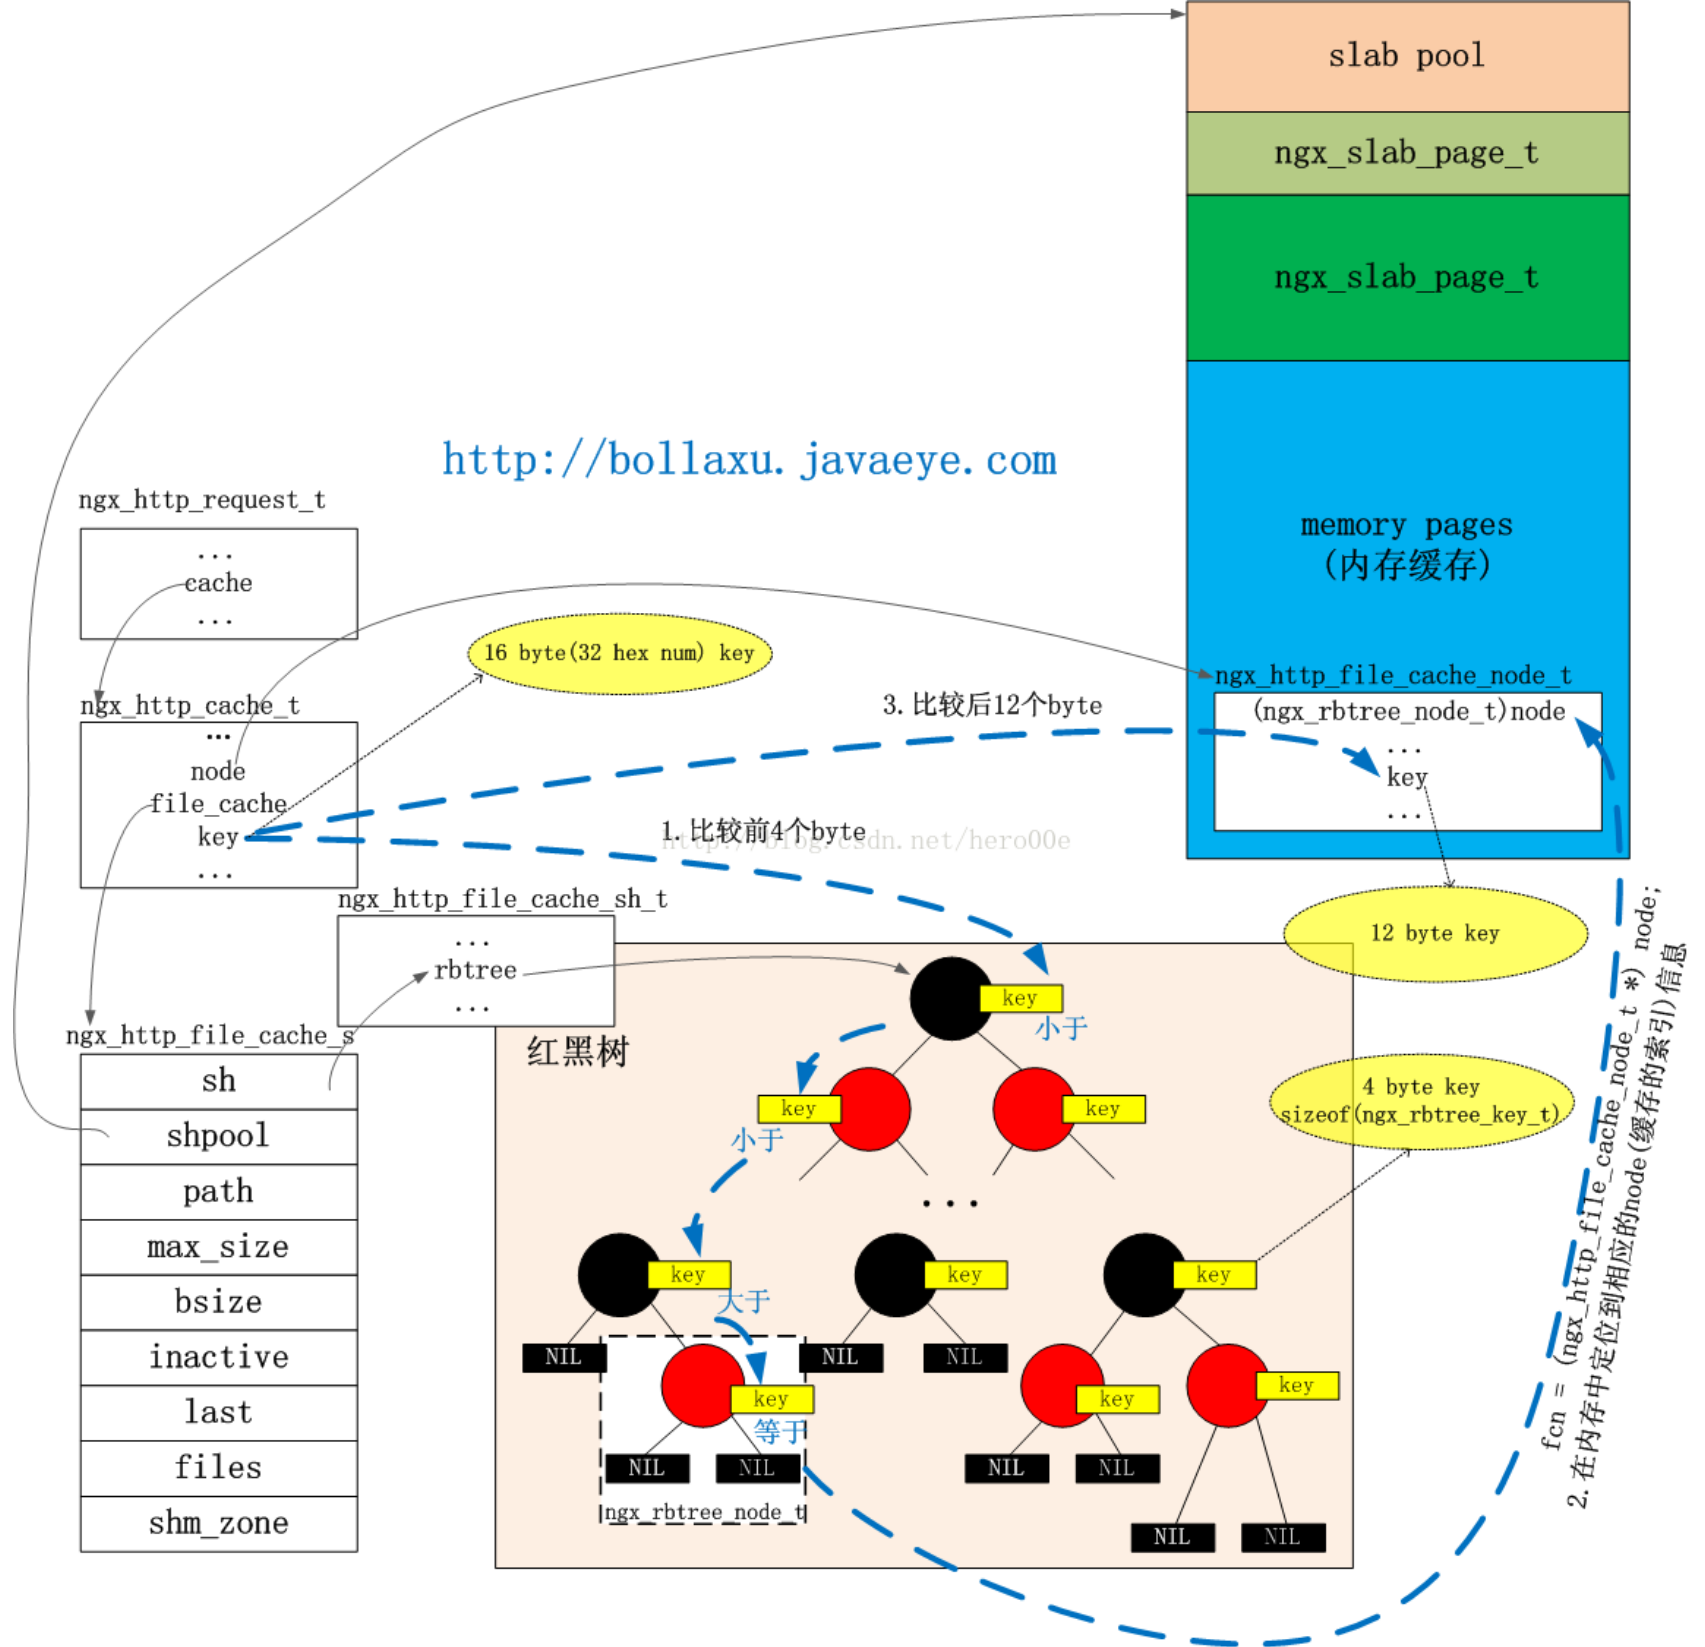 slab pool
ngx_slab_page_t
ngx_slab_page_t
http://bollaxu.javaeye.com
memory pages
(内存缓存)
ngx_http_request_t
...
cache
...
16 byte(32 hex num) key
ngx_http_cache_t
...
node
file_cache
key
...
3.比较后12个byte
ngx_http_file_cache_node_t
(ngx_rbtree_node_t)node
...
key
...
1.比较前4个byte
http://blog.csdn.net/hero00e
12 byte key
ngx_http_file_cache_sh_t
...
rbtree
...
ngx_http_file_cache_s
sh
shpool
path
max_size
bsize
inactive
last
files
shm_zone
红黑树
key
小于
key
key
小于
4 byte key
sizeof(ngx_rbtree_key_t)
...
key
key
key
大于
NIL
NIL
NIL
key
key
key
等于
NIL
NIL
NIL
NIL
ngx_rbtree_node_t
NIL
NIL
fcn = (ngx_http_file_cache_node_t *) node;
2.在内存中定位到相应的node(缓存的索引)信息